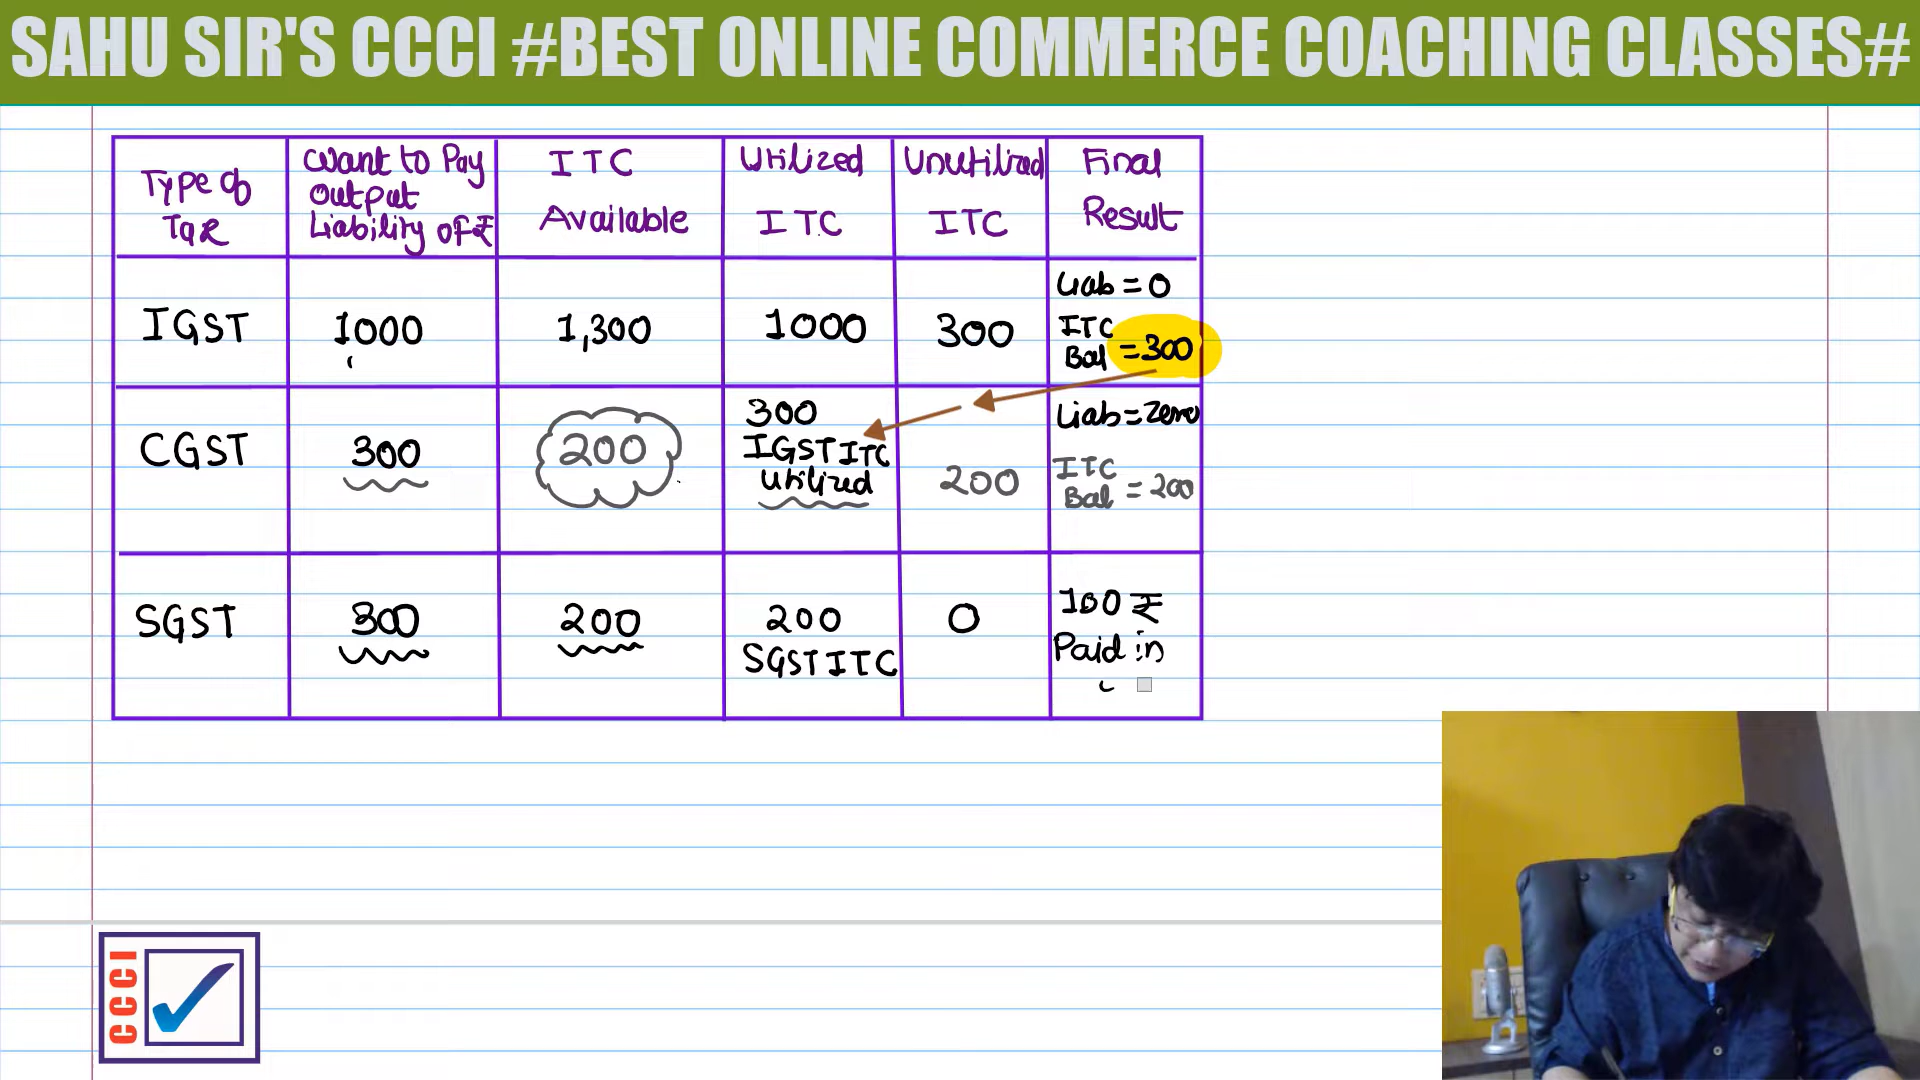 SAHU SIR'S CCCI #BEST ONLINE COMMERCE COACHING CLASSES#
Type of Tax
Want to Pay Output Liability of ₹
ITC Available
Utilized ITC
Unutilized ITC
Final Result
IGST
1000
1,300
1000
300
Liab = 0
ITC Bal = 300
CGST
300
200
300 IGST ITC Utilized
200
Liab = Zero
ITC Bal = 200
SGST
300
200
200 SGST ITC
0
100 ₹ Paid in
CCCI